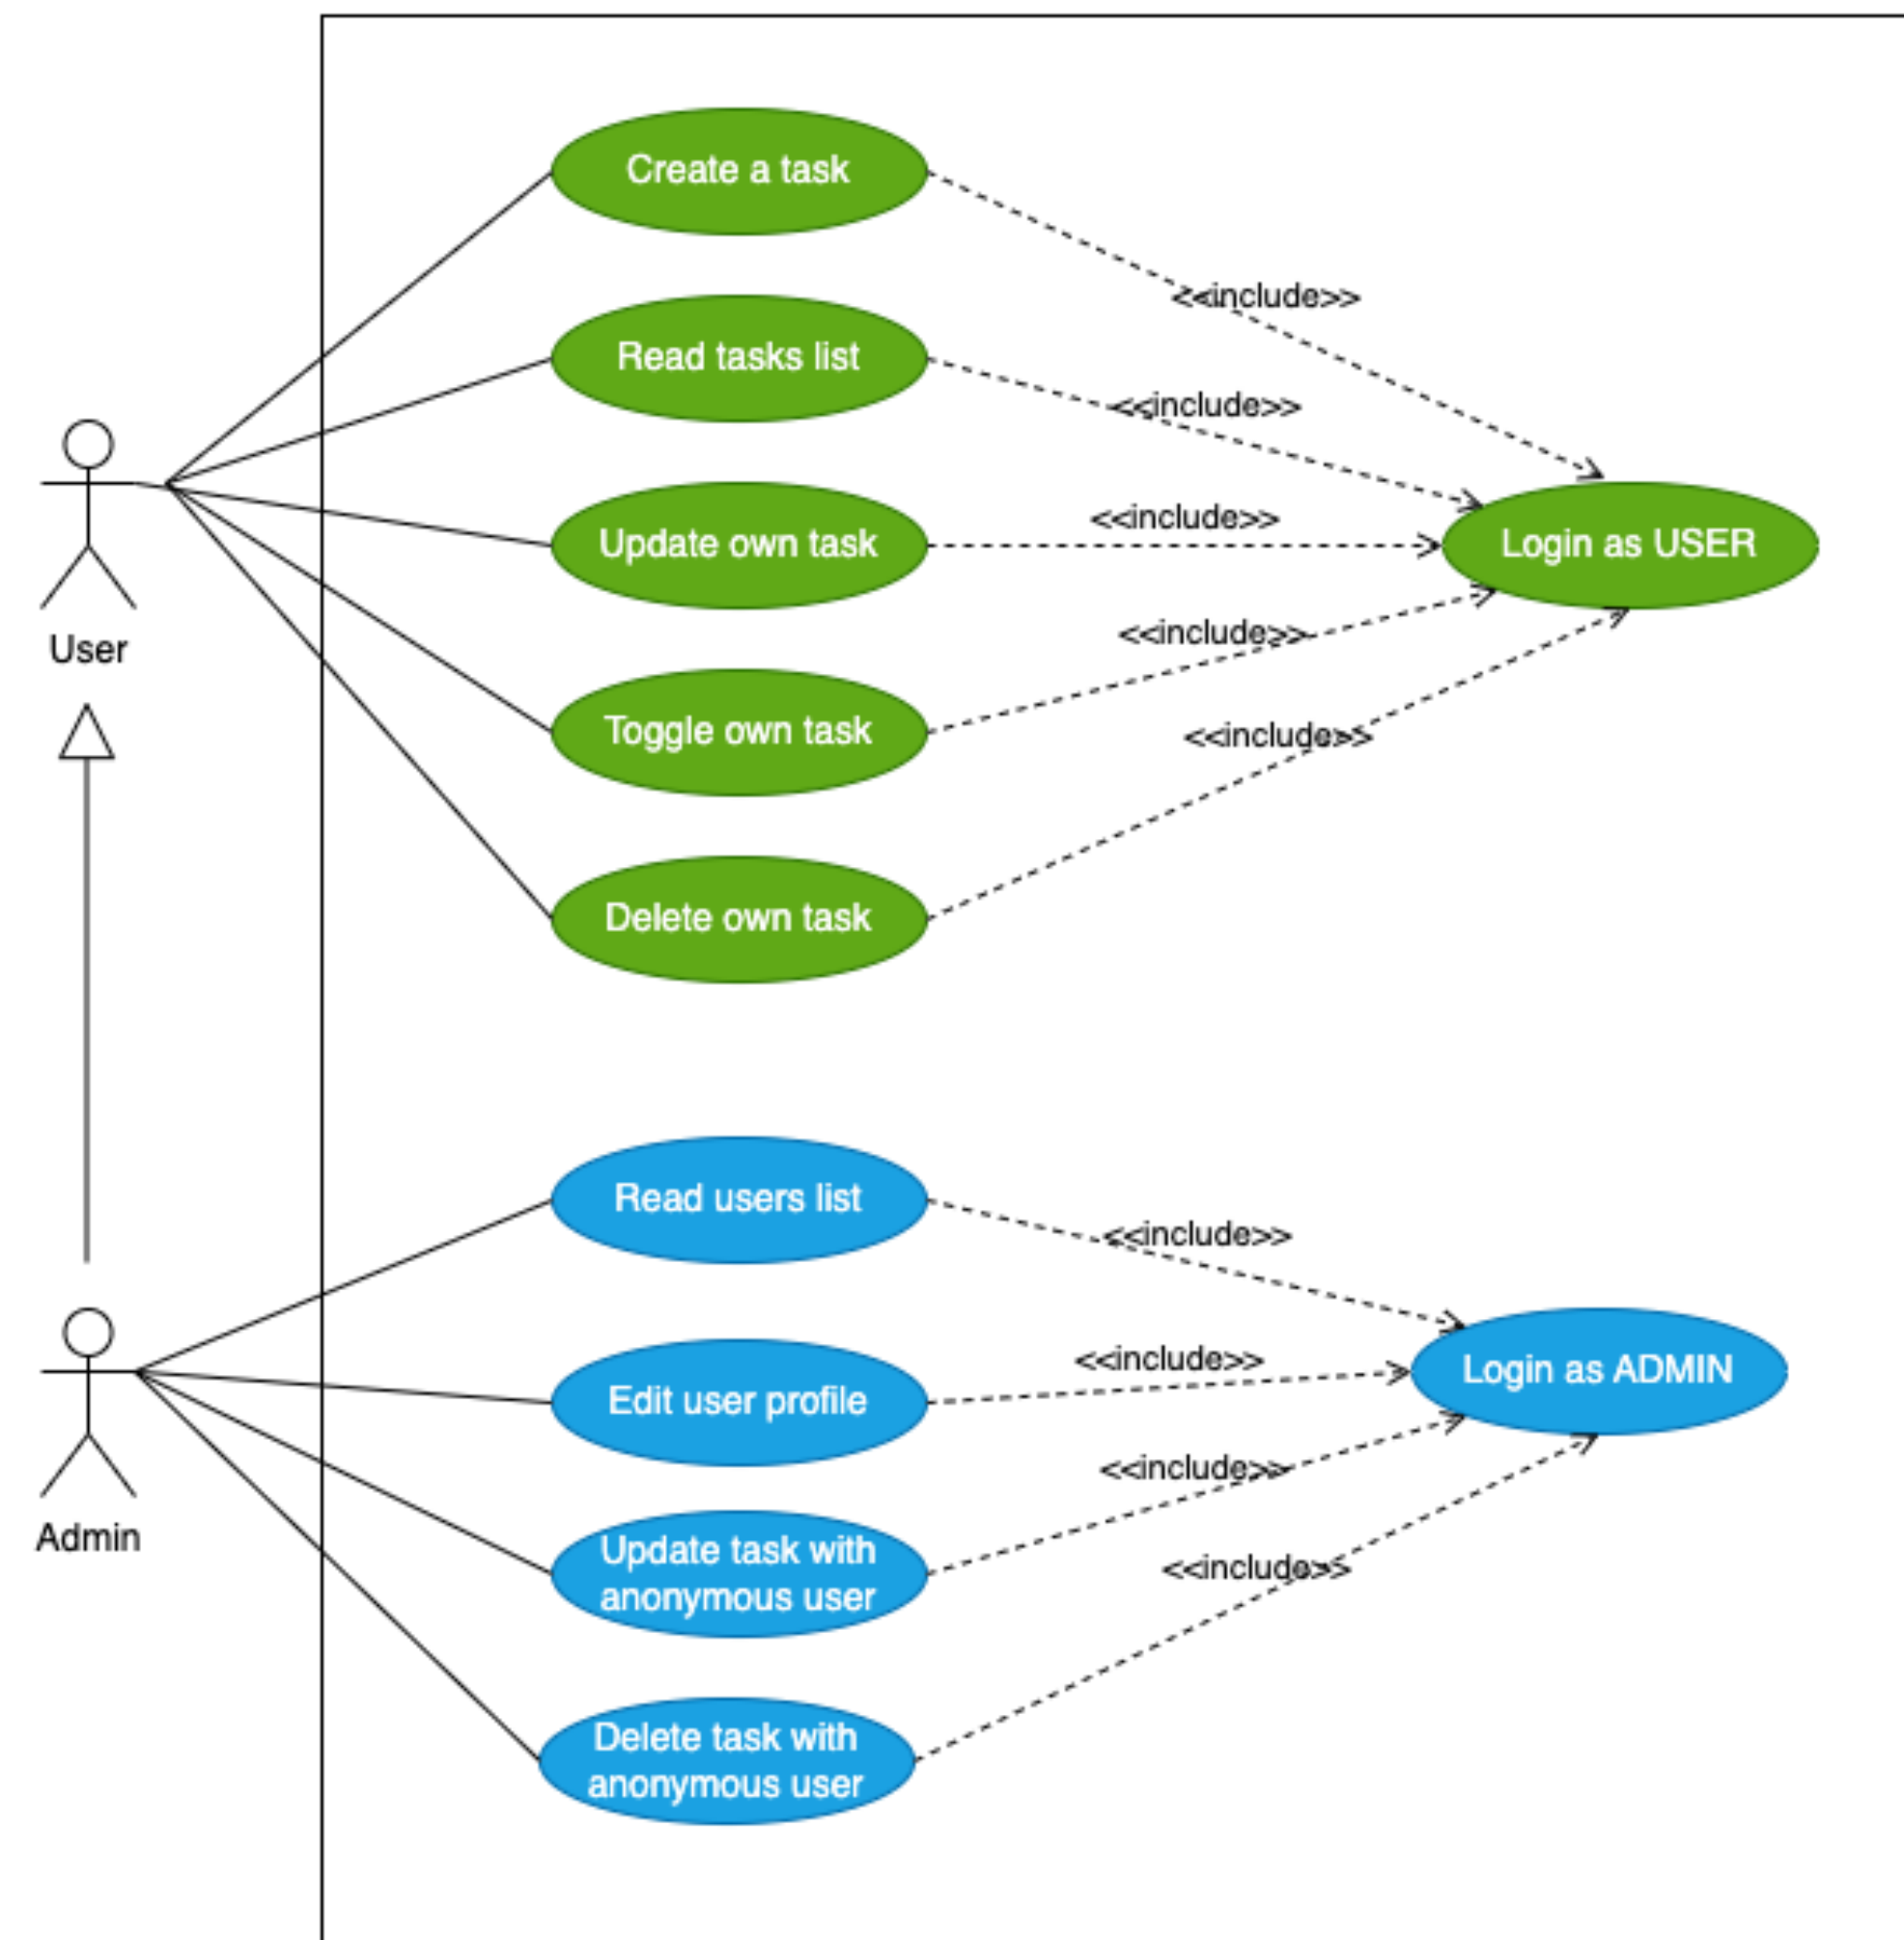 Create a task
<<include>>
Read tasks list
<<include>>
<<include>>
Update own task
Login as USER
<<include>>
User
Toggle own task
<<include>>
Delete own task
Read users list
<<include>>
<<include>>
Login as ADMIN
Edit user profile
<<include>>
Admin
Update task with
anonymous user
<<include>>
Delete task with
anonymous user